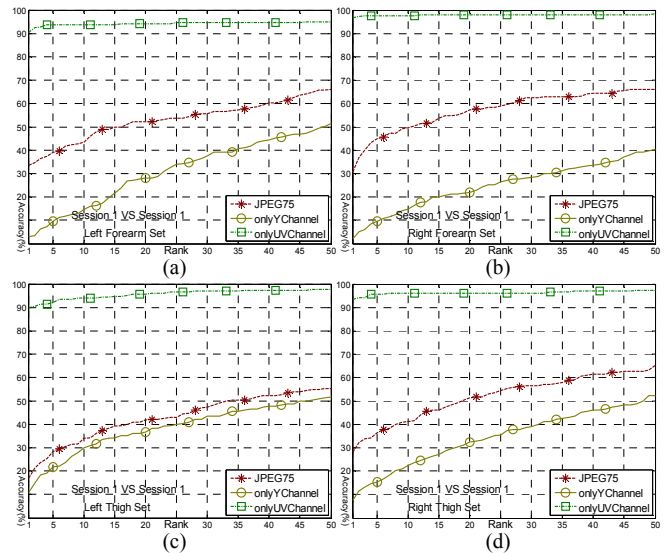 100
90
80
70
60
50
40
30
20
10
Accuracy(%)
1 5 10 15 20 25 30 35 40 45 50
Rank
Session 1 VS Session 1
Left Forearm Set
JPEG75
onlyYChannel
onlyUVChannel
(a)
100
90
80
70
60
50
40
30
20
10
Accuracy(%)
1 5 10 15 20 25 30 35 40 45 50
Rank
Session 1 VS Session 1
Right Forearm Set
JPEG75
onlyYChannel
onlyUVChannel
(b)
100
90
80
70
60
50
40
30
20
10
Accuracy(%)
1 5 10 15 20 25 30 35 40 45 50
Rank
Session 1 VS Session 1
Left Thigh Set
JPEG75
onlyYChannel
onlyUVChannel
(c)
100
90
80
70
60
50
40
30
20
10
Accuracy(%)
1 5 10 15 20 25 30 35 40 45 50
Rank
Session 1 VS Session 1
Right Thigh Set
JPEG75
onlyYChannel
onlyUVChannel
(d)